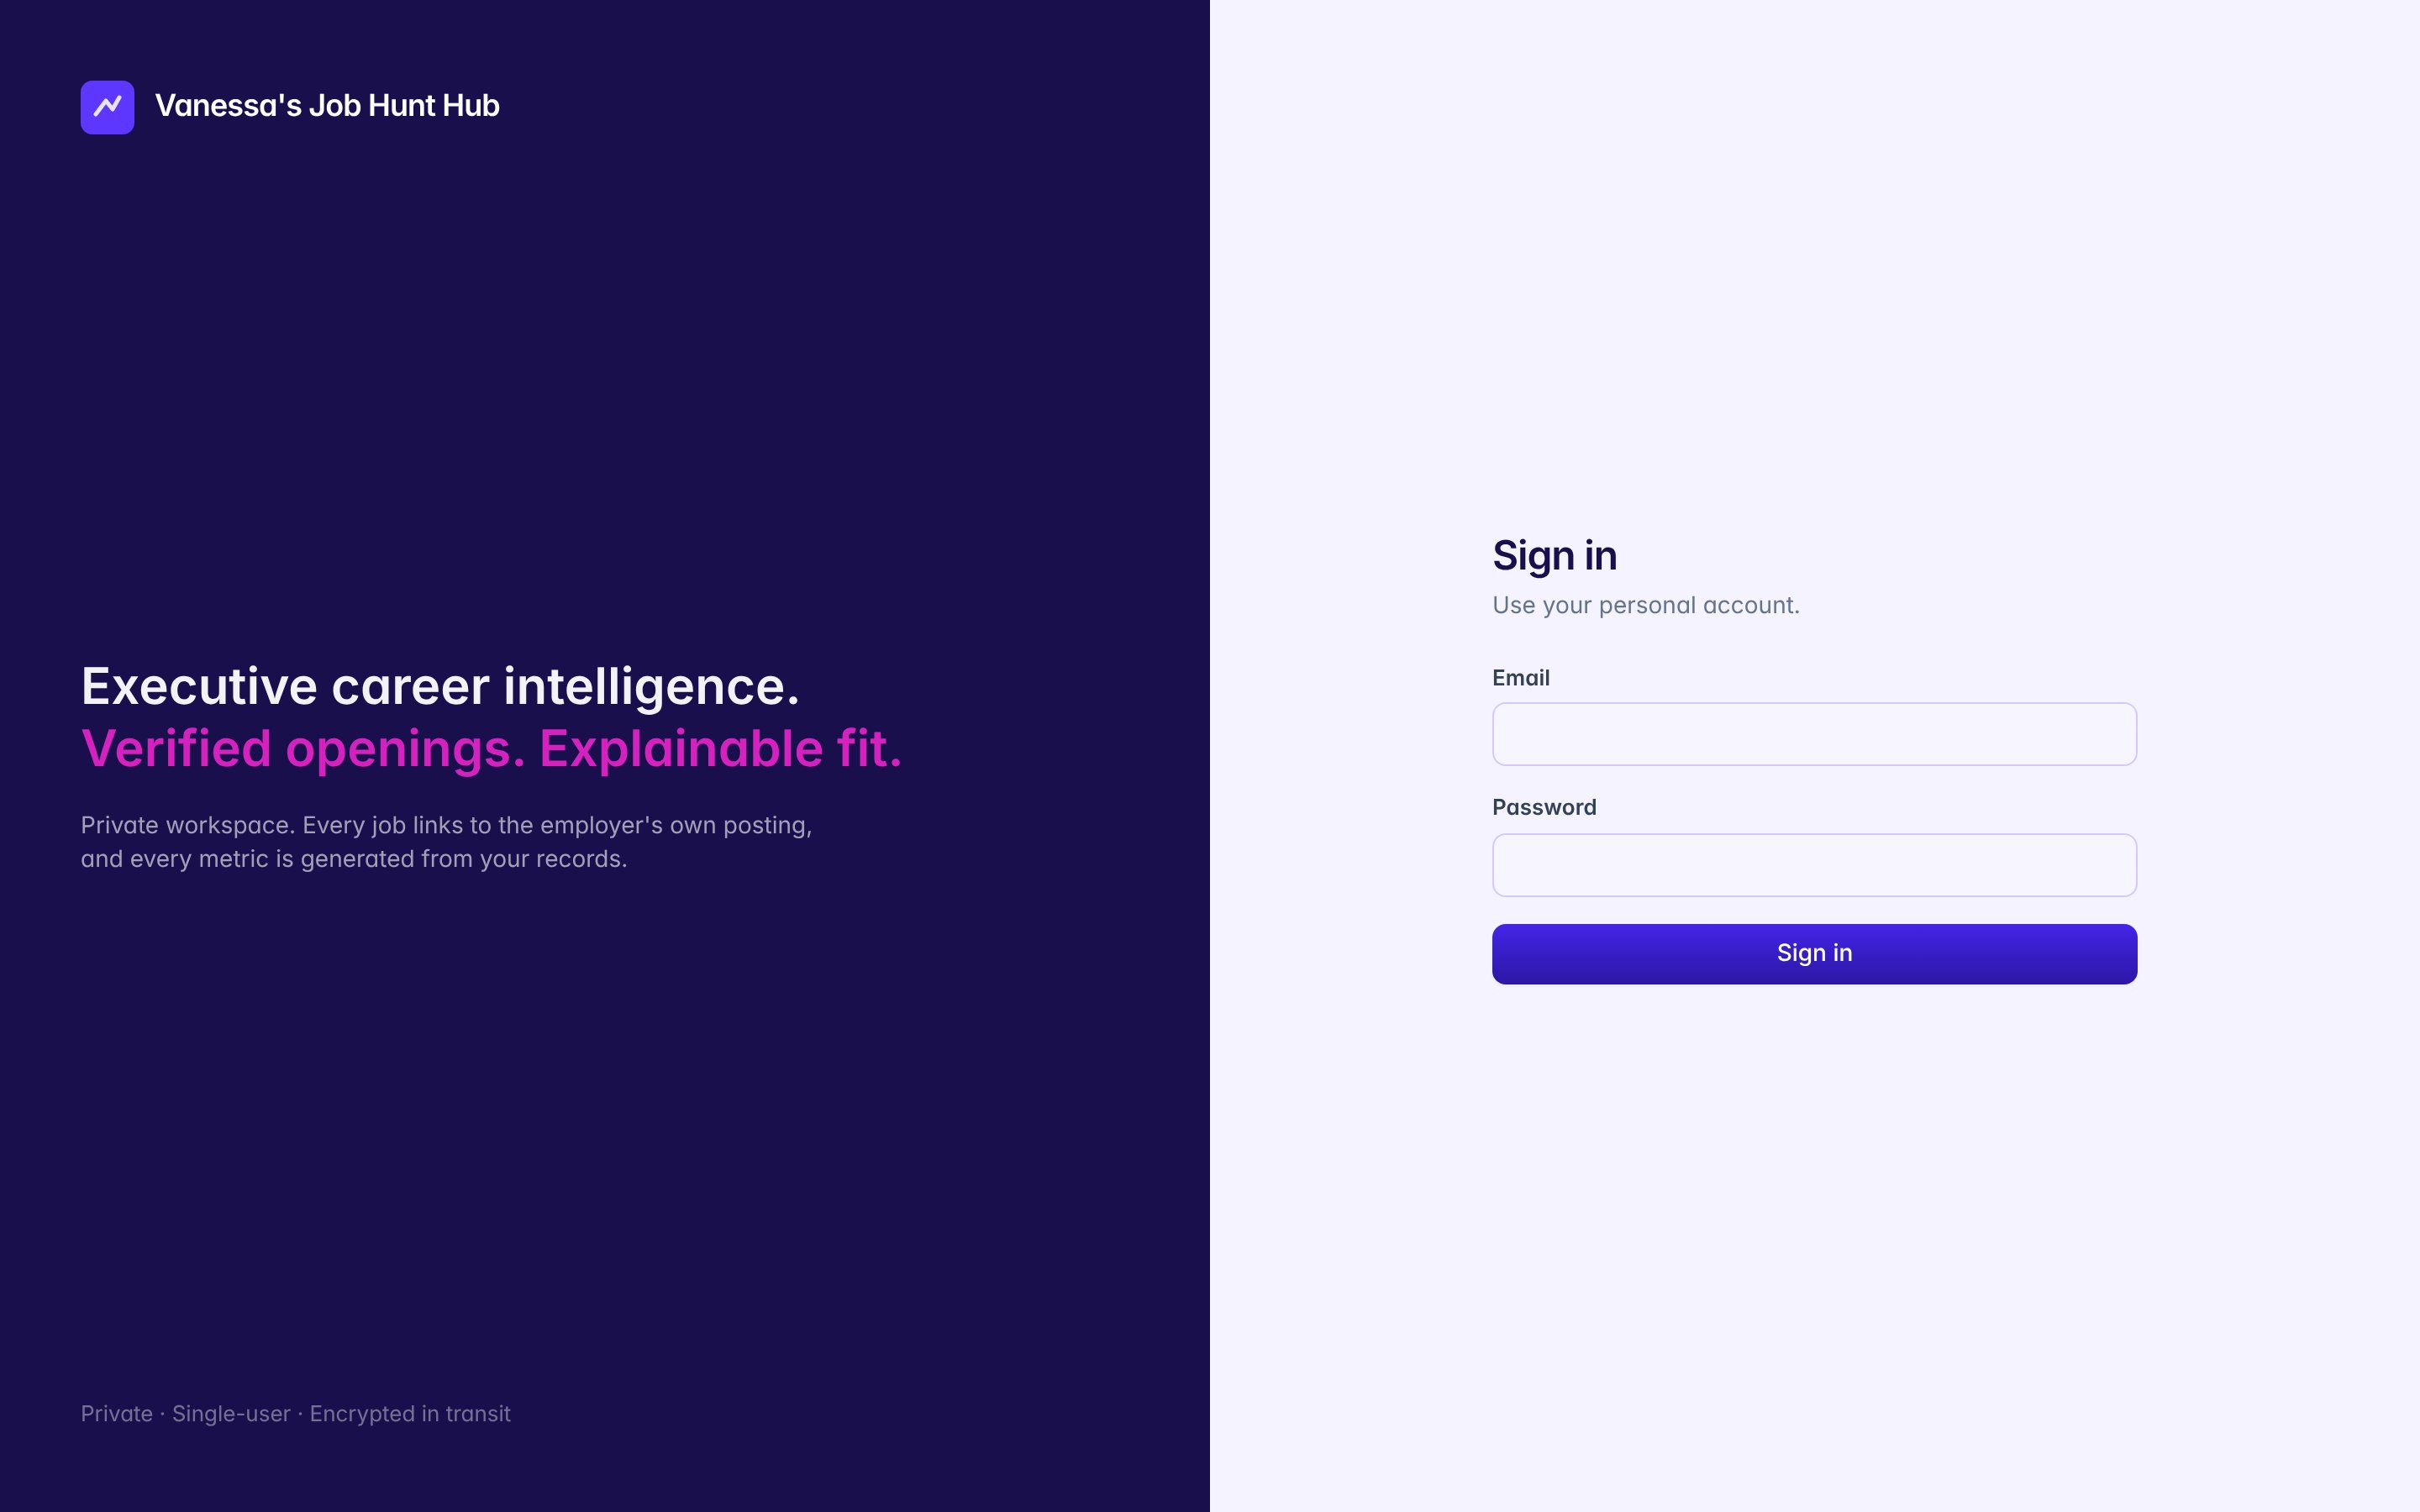 Vanessa's Job Hunt Hub
Executive career intelligence.
Verified openings. Explainable fit.
Private workspace. Every job links to the employer's own posting,
and every metric is generated from your records.
Private · Single-user · Encrypted in transit
Sign in
Use your personal account.
Email
Password
Sign in